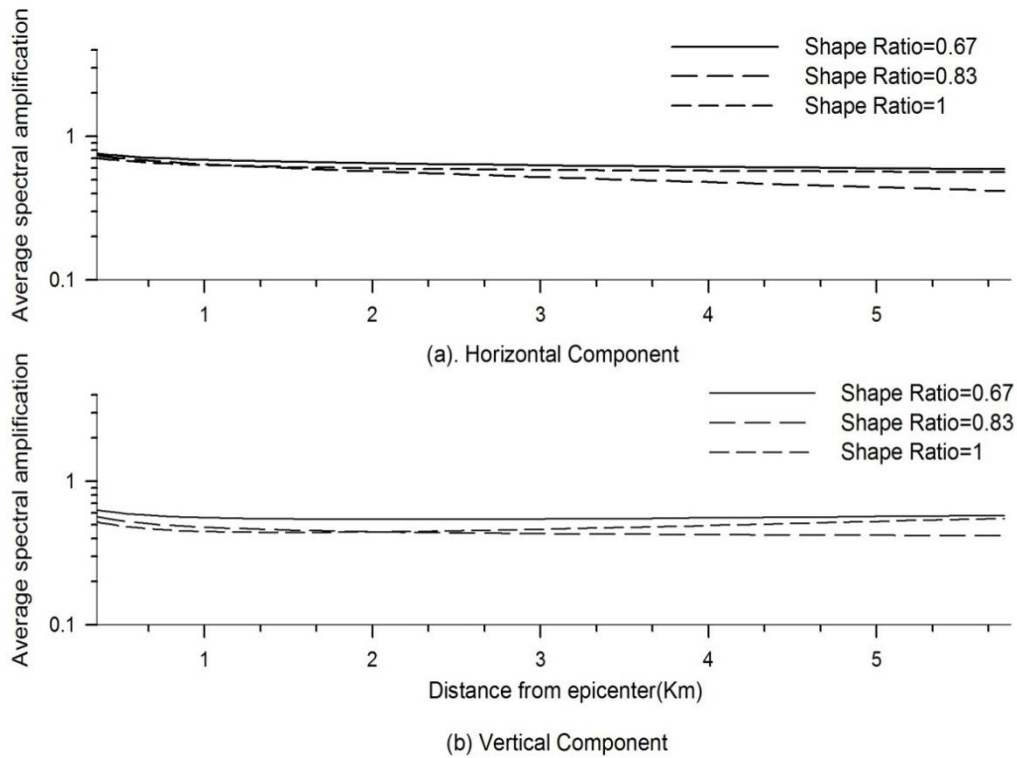 Average spectral amplification
Shape Ratio=0.67
Shape Ratio=0.83
Shape Ratio=1
1
0.1
1 2 3 4 5
(a). Horizontal Component
Average spectral amplification
Shape Ratio=0.67
Shape Ratio=0.83
Shape Ratio=1
1
0.1
1 2 3 4 5
Distance from epicenter(Km)
(b) Vertical Component